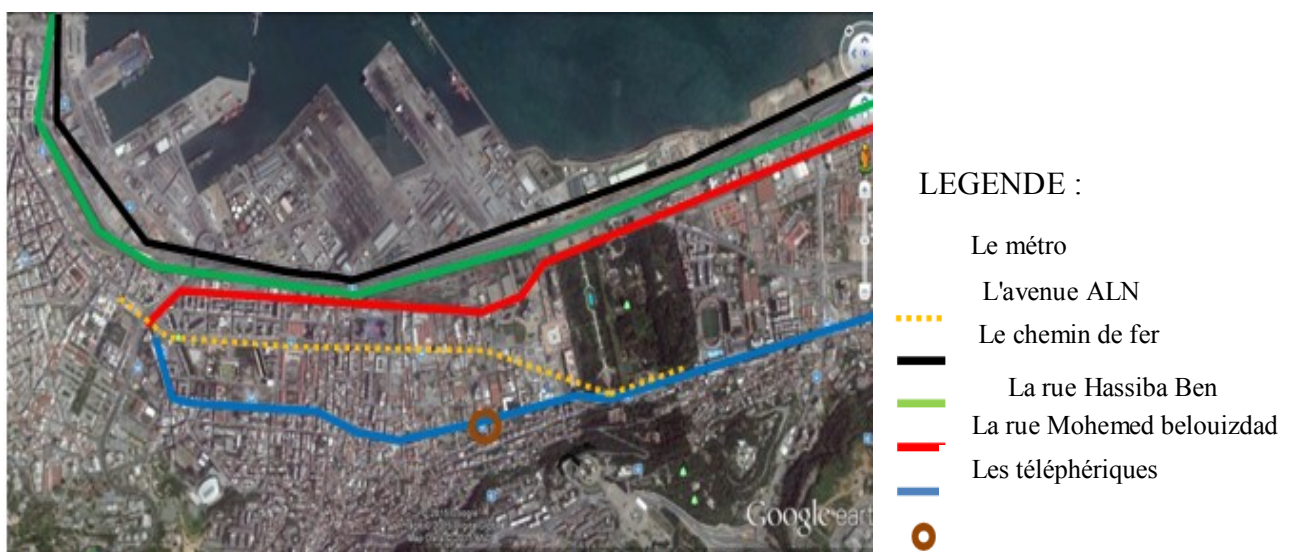 LEGENDE :
Le métro
L'avenue ALN
Le chemin de fer
La rue Hassiba Ben
La rue Mohemed belouizdad
Les téléphériques
Google eart